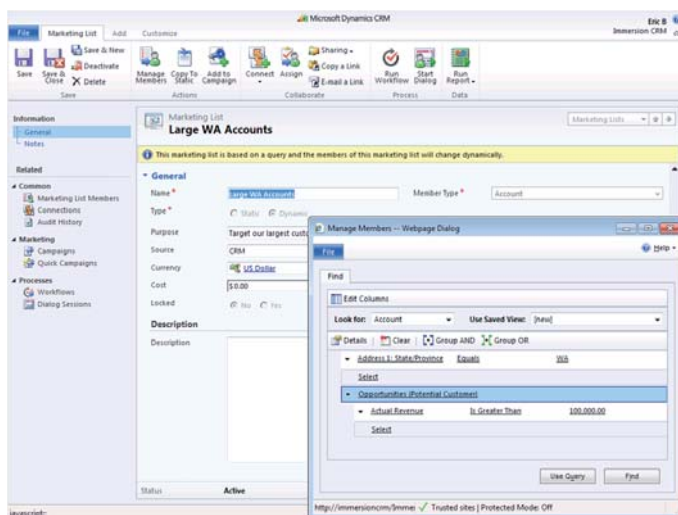 Microsoft Dynamics CRM
File
Marketing List
Add
Customize
Eric B
Immersion CRM
Save
Save & Close
Save & New
Deactivate
Delete
Save
Manage Members
Copy To Static
Add to Campaign
Actions
Connect
Assign
Sharing
Copy a Link
E-mail a Link
Collaborate
Run Workflow
Start Dialog
Process
Run Report
Data
Information
General
Notes
Related
Common
Marketing List Members
Connections
Audit History
Marketing
Campaigns
Quick Campaigns
Processes
Workflows
Dialog Sessions
Marketing List
Large WA Accounts
Marketing Lists
This marketing list is based on a query and the members of this marketing list will change dynamically.
General
Name * Large WA Accounts
Member Type * Account
Type * Static Dynamic
Purpose Target our largest custo
Source CRM
Currency US Dollar
Cost $0.00
Locked No Yes
Description
Description
Status Active
javascript:
Manage Members -- Webpage Dialog
File
Help
Find
Edit Columns
Look for: Account Use Saved View: [new]
Details Clear Group AND Group OR
Address 1: State/Province Equals WA
Select
Opportunities (Potential Customer)
Actual Revenue Is Greater Than 100,000.00
Select
Use Query Find
http://immersioncrm/Immer Trusted sites | Protected Mode: Off